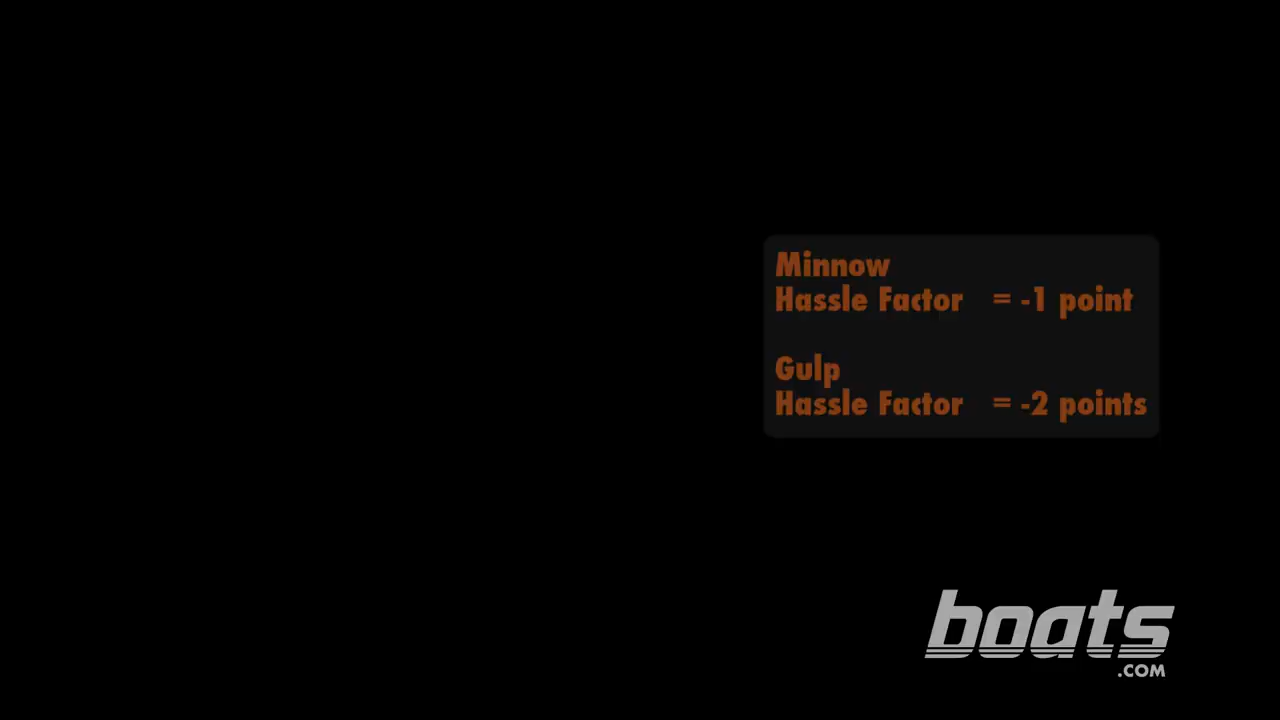 Minnow
Hassle Factor = -1 point
Gulp
Hassle Factor = -2 points
boats
.COM